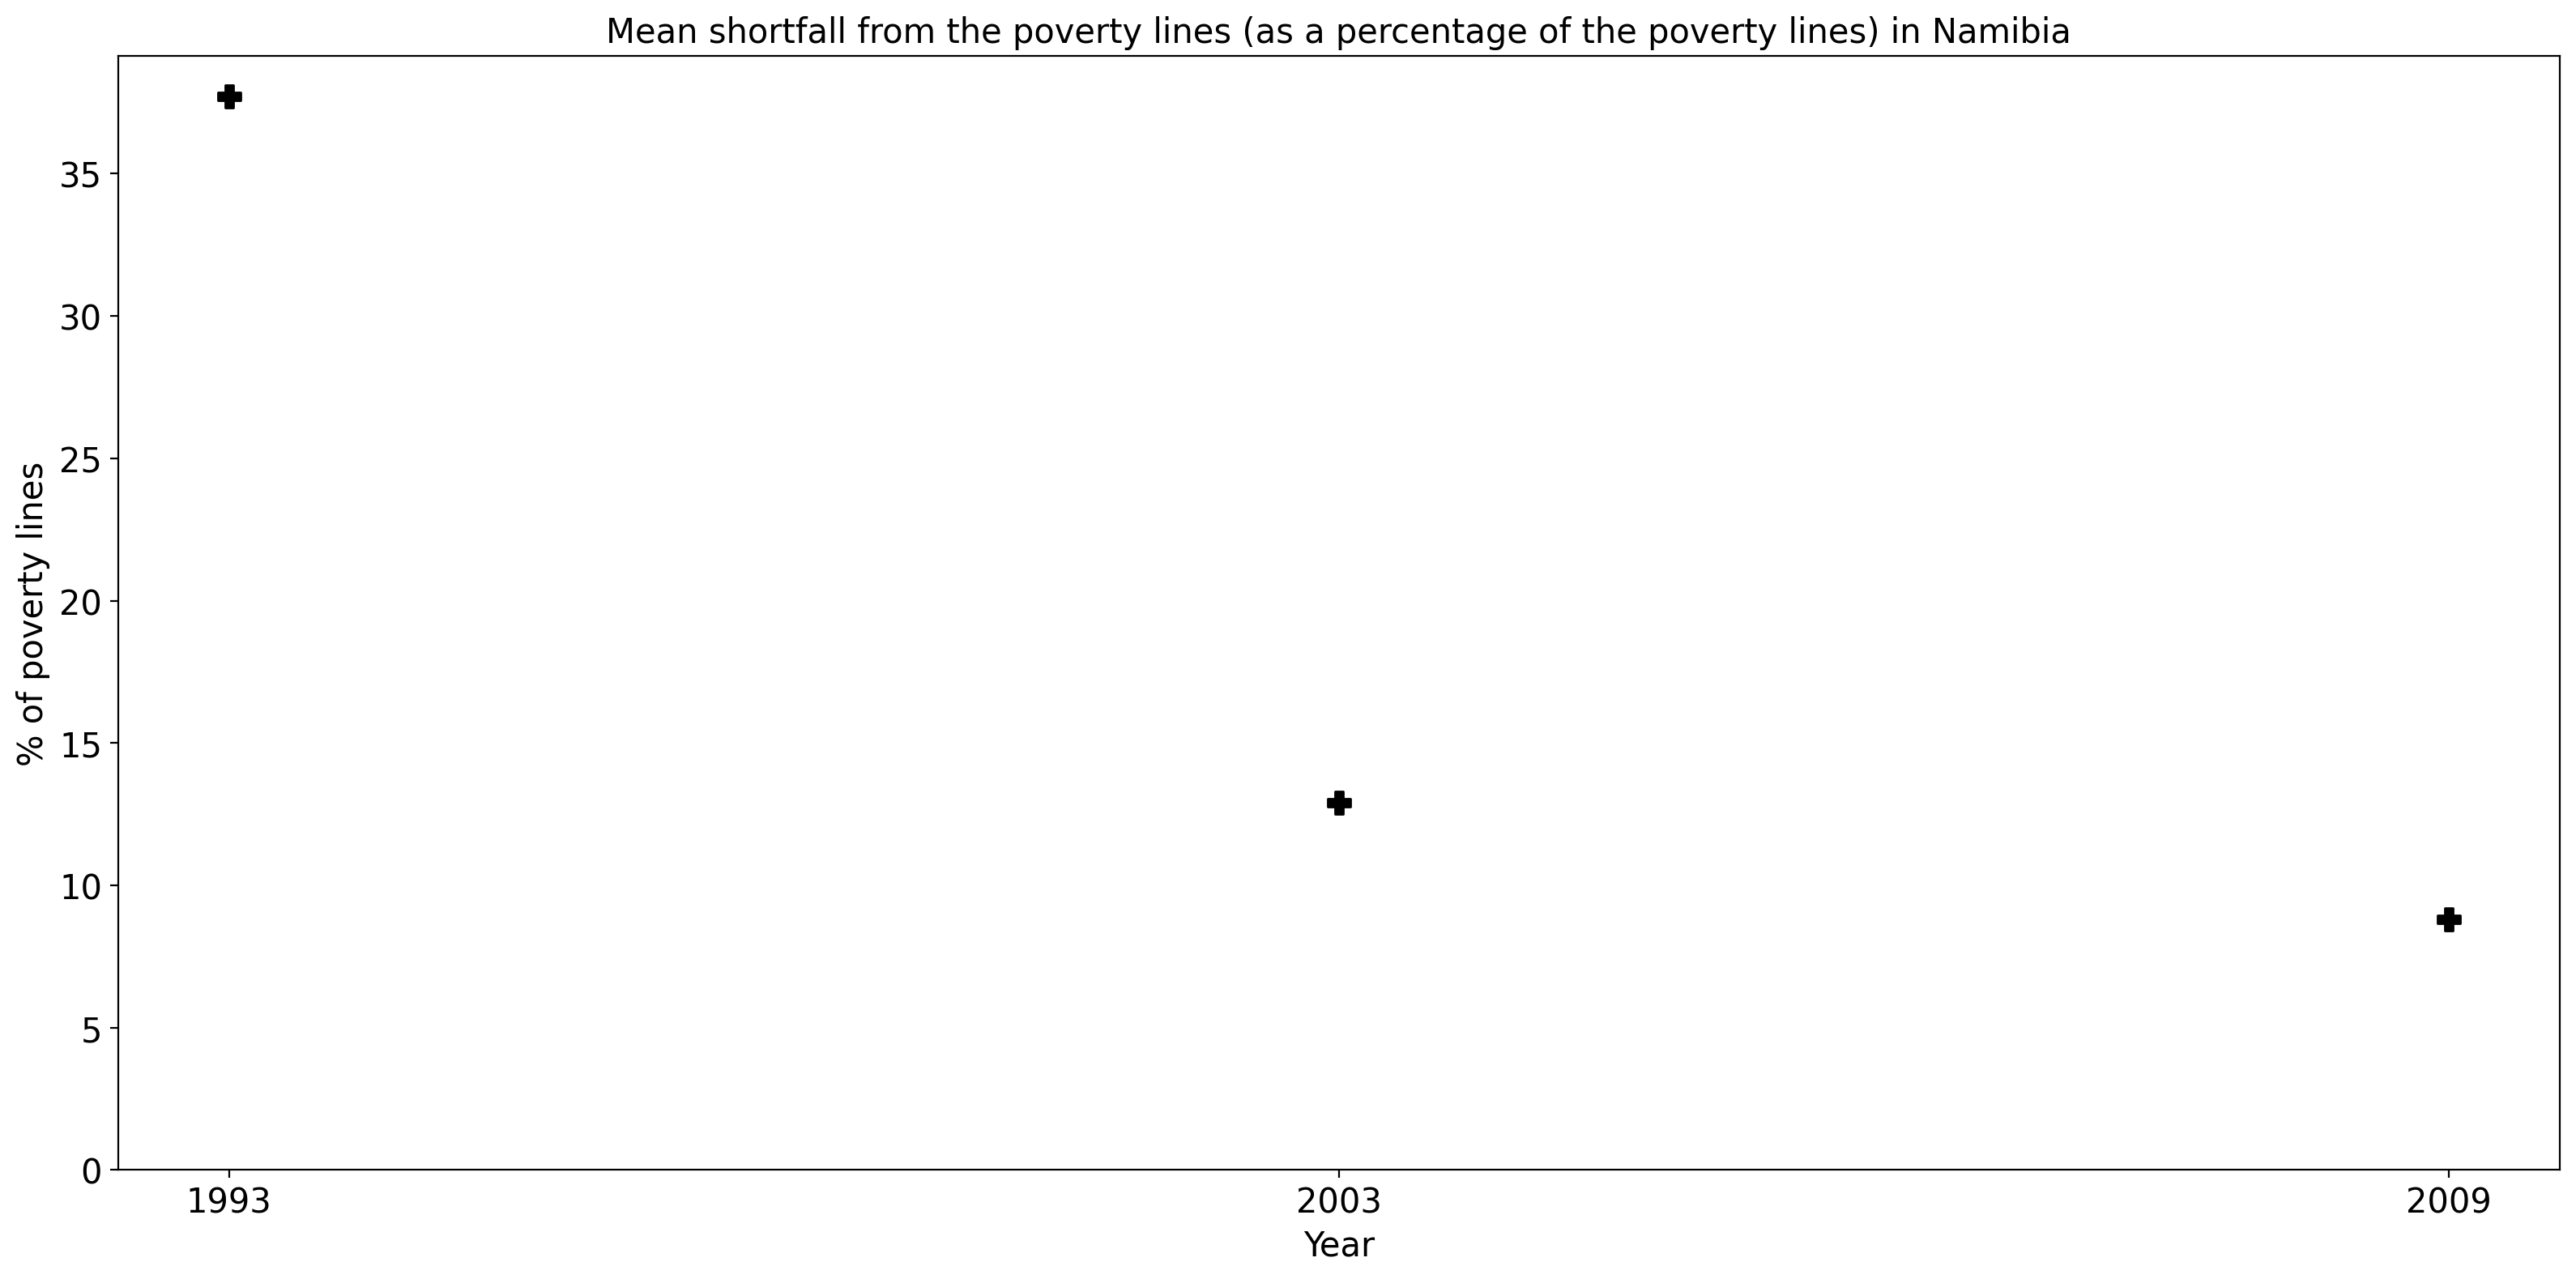 Mean shortfall from the poverty lines (as a percentage of the poverty lines) in Namibia
% of poverty lines
35
30
25
20
15
10
5
0
1993 2003 2009
Year